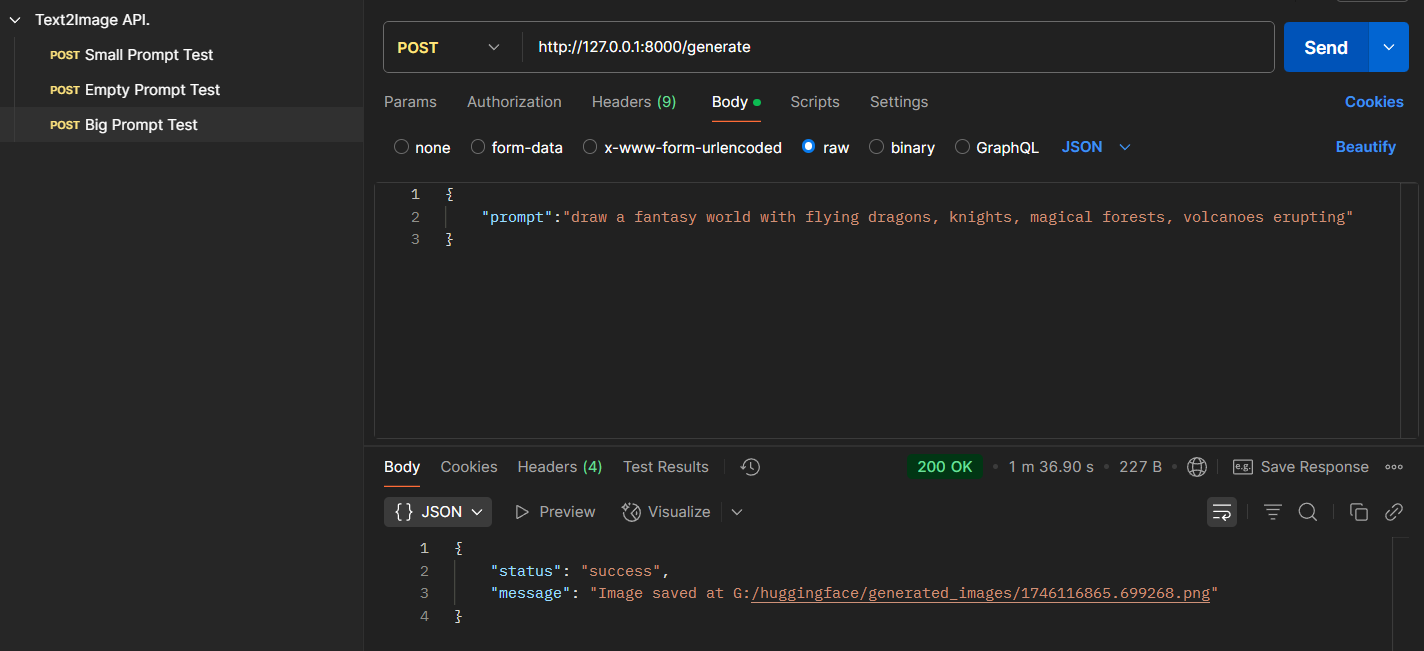 Text2Image API.
POST Small Prompt Test
POST Empty Prompt Test
POST Big Prompt Test
POST http://127.0.0.1:8000/generate Send
Params Authorization Headers (9) Body Scripts Settings Cookies
none form-data x-www-form-urlencoded raw binary GraphQL JSON Beautify
1 {
2 "prompt":"draw a fantasy world with flying dragons, knights, magical forests, volcanoes erupting"
3 }
Body Cookies Headers (4) Test Results 200 OK • 1 m 36.90 s • 227 B • e.g. Save Response
{} JSON Preview Visualize
1 {
2 "status": "success",
3 "message": "Image saved at G:/huggingface/generated_images/1746116865.699268.png"
4 }